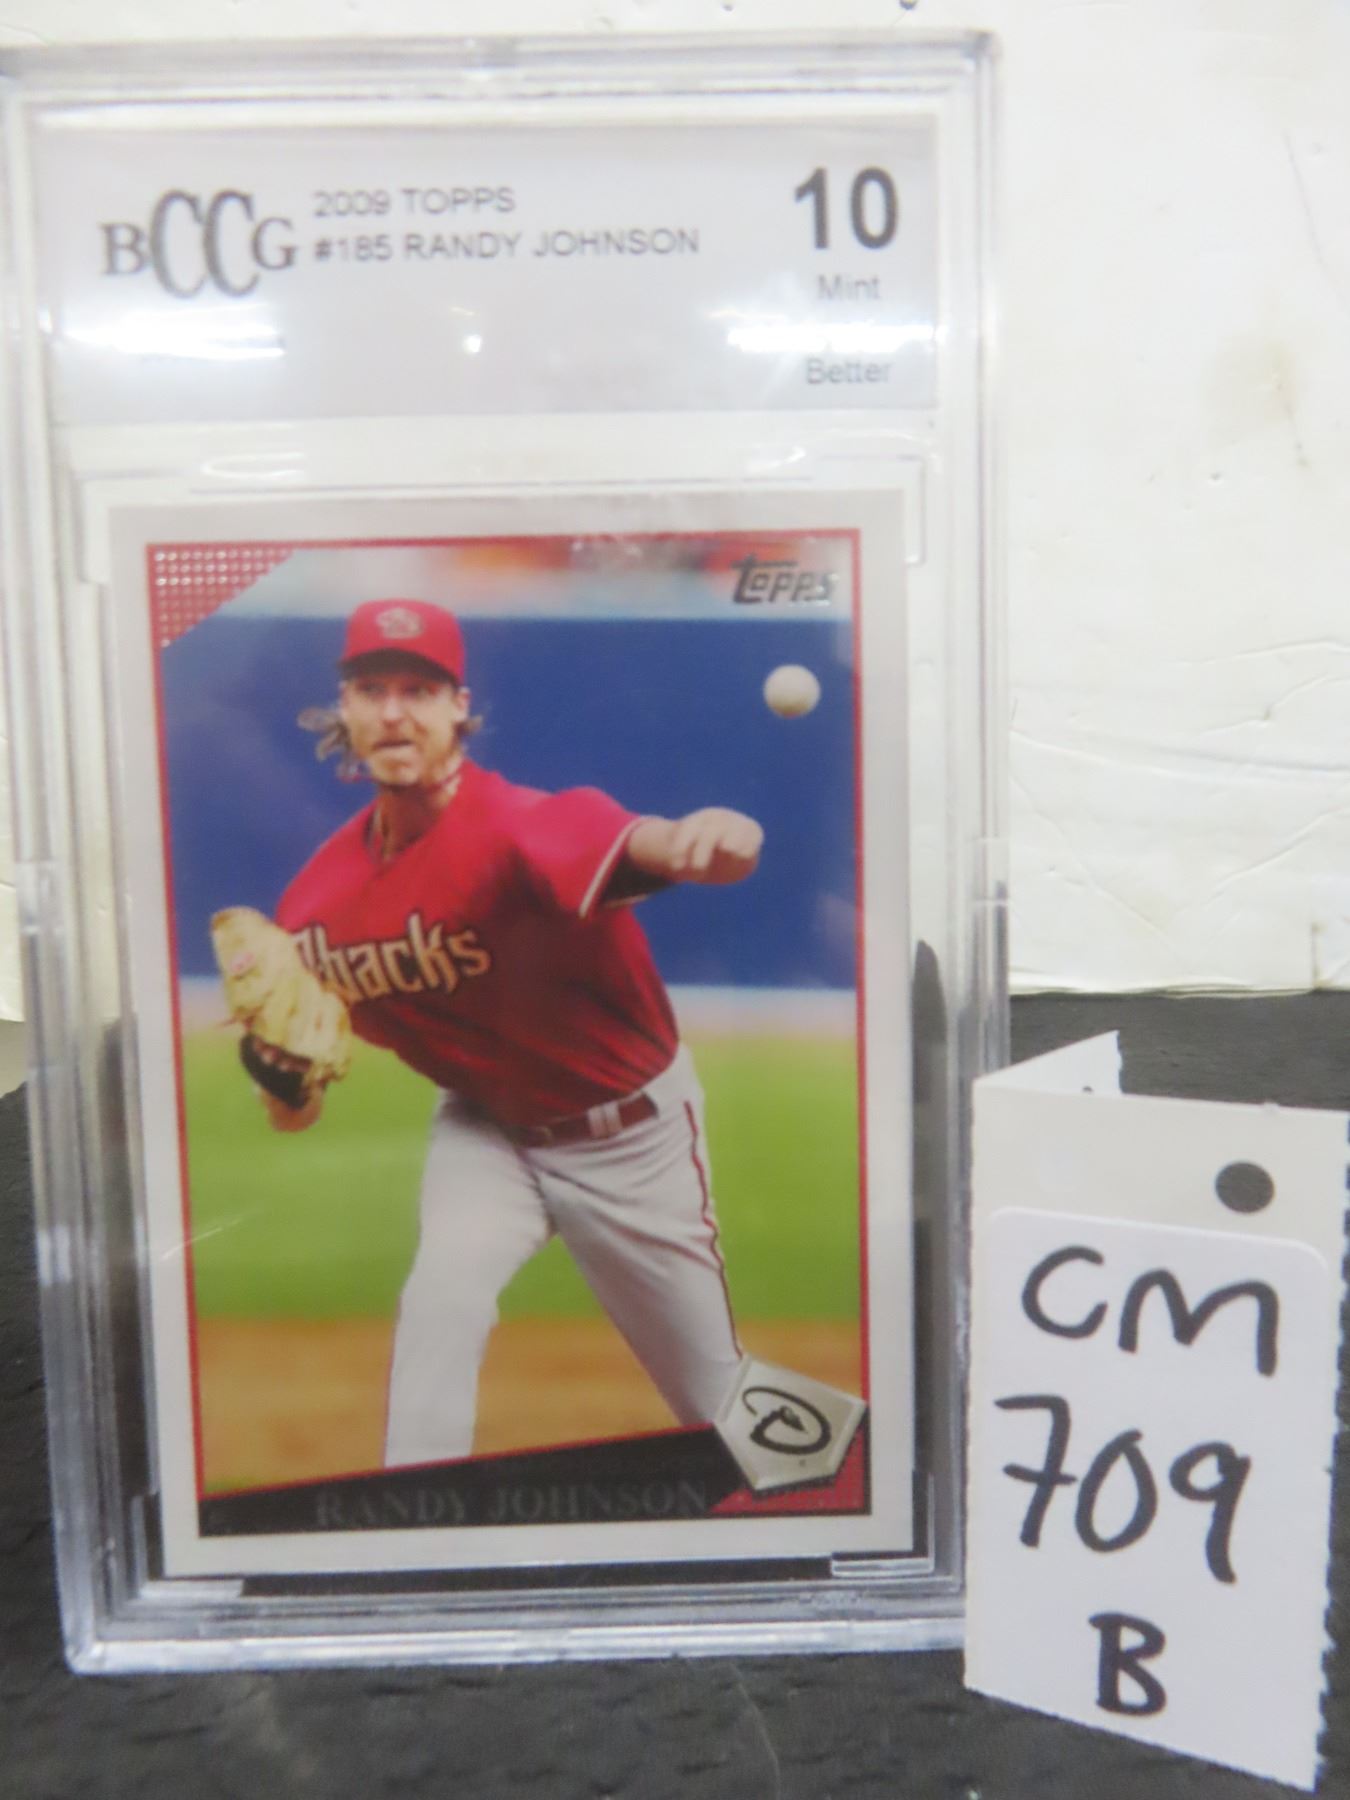 BCCG
2009 TOPPS
#185 RANDY JOHNSON
10
Mint
Better
topps
Dbacks
RANDY JOHNSON
CM
709
B